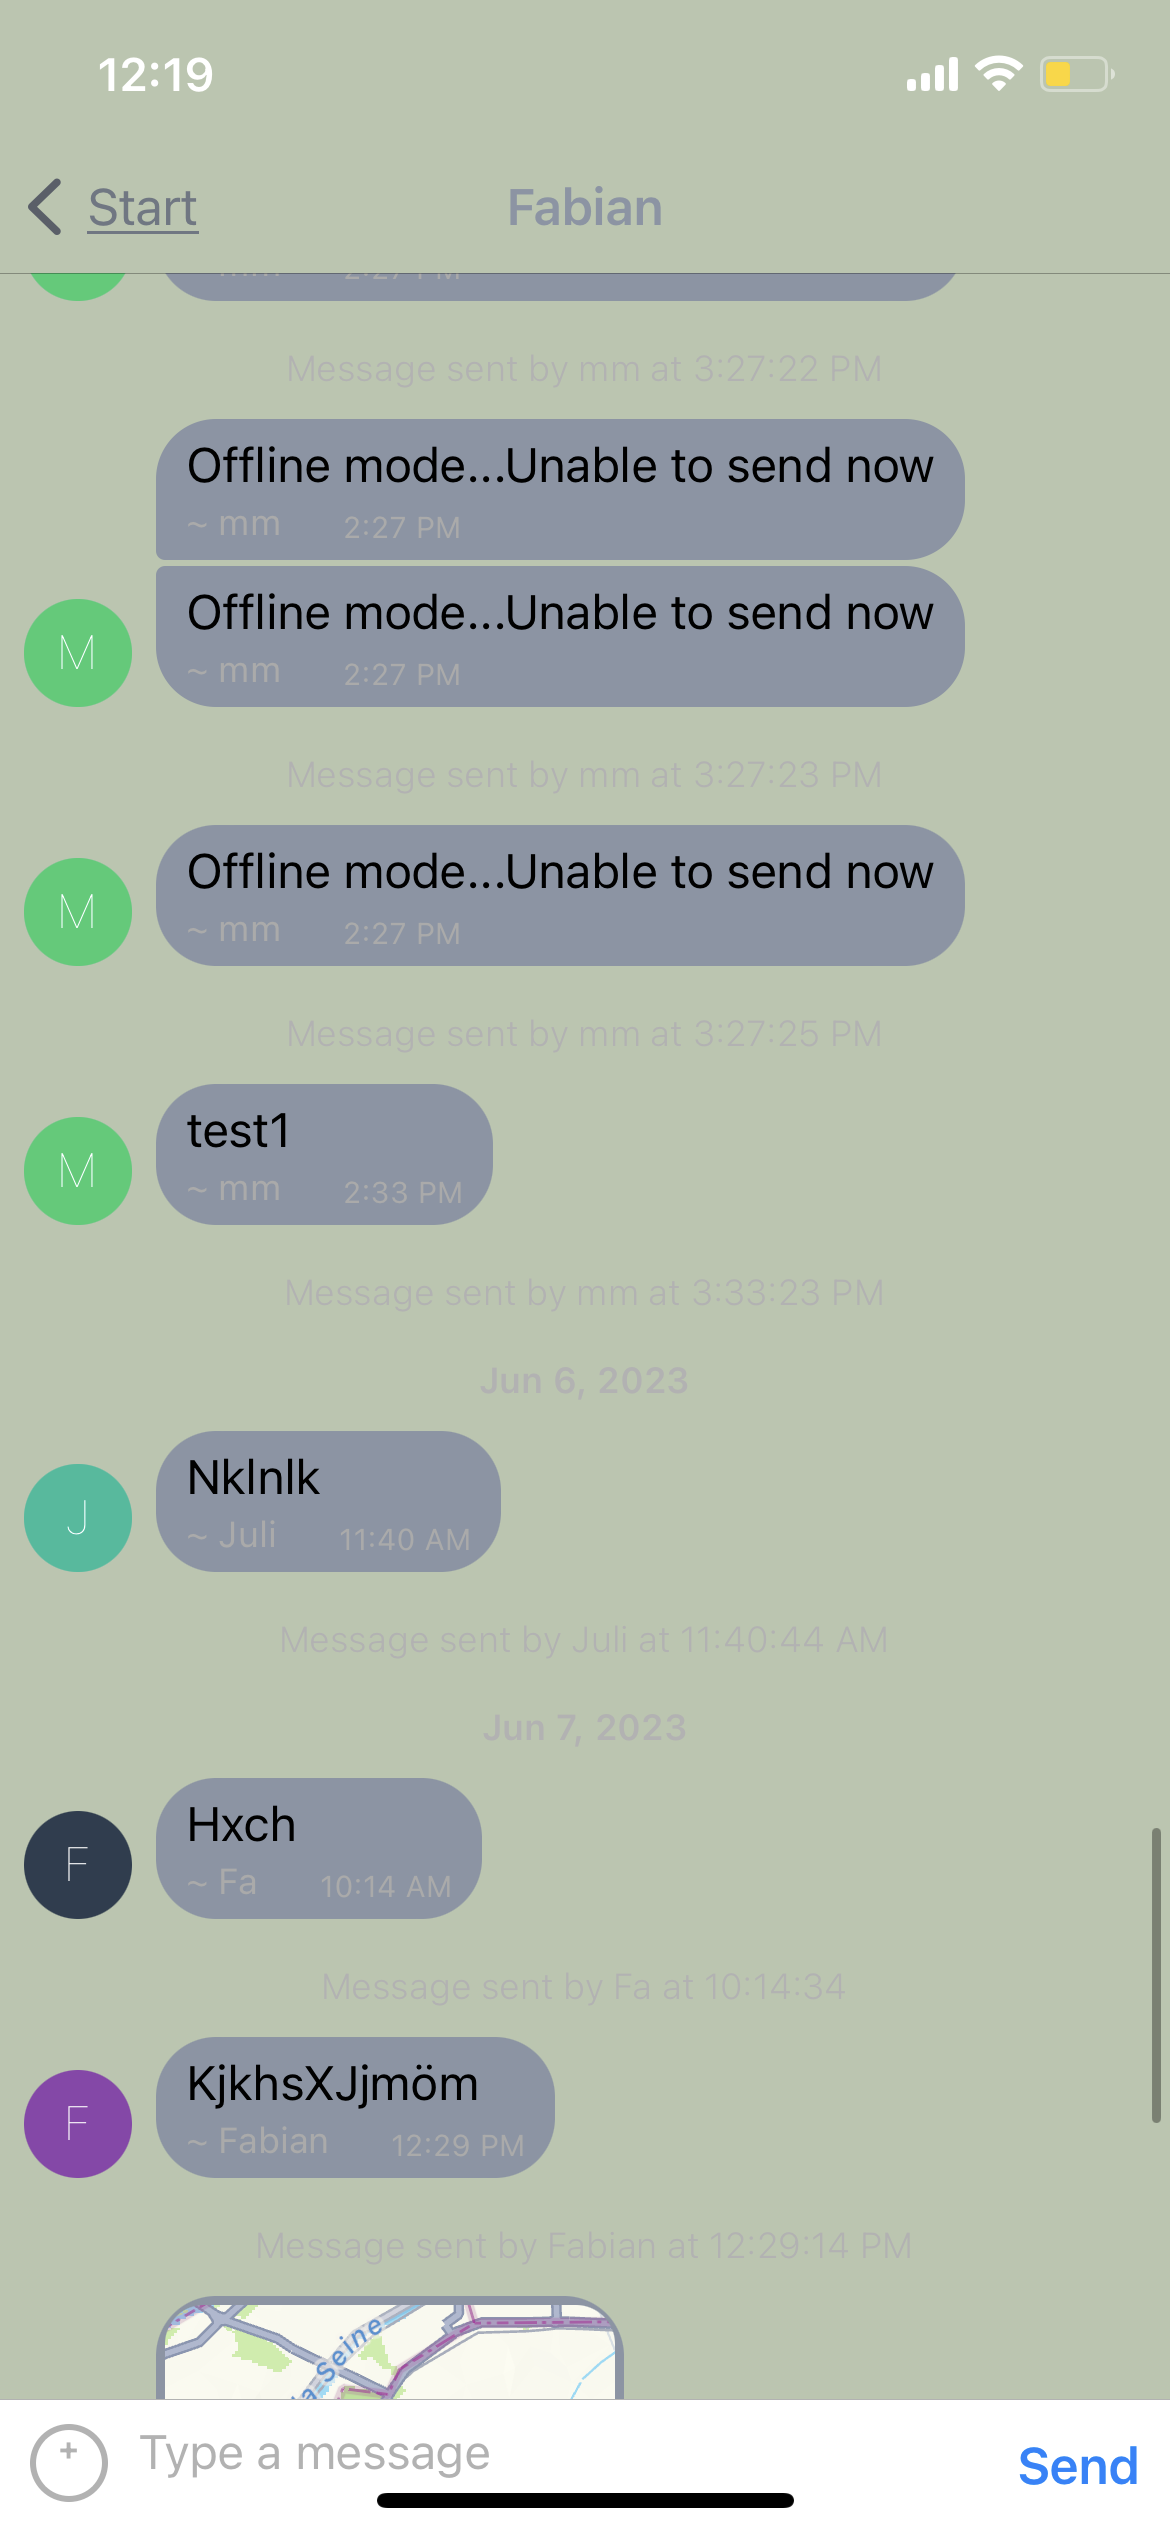 12:19
Start
Fabian
mm 2:27 PM
Message sent by mm at 3:27:22 PM
Offline mode...Unable to send now
~ mm 2:27 PM
Offline mode...Unable to send now
M
~ mm 2:27 PM
Message sent by mm at 3:27:23 PM
Offline mode...Unable to send now
M
~ mm 2:27 PM
Message sent by mm at 3:27:25 PM
test1
M
~ mm 2:33 PM
Message sent by mm at 3:33:23 PM
Jun 6, 2023
Nklnlk
J
~ Juli 11:40 AM
Message sent by Juli at 11:40:44 AM
Jun 7, 2023
Hxch
F
~ Fa 10:14 AM
Message sent by Fa at 10:14:34
KjkhsXJjmöm
F
~ Fabian 12:29 PM
Message sent by Fabian at 12:29:14 PM
la Seine
Type a message
Send